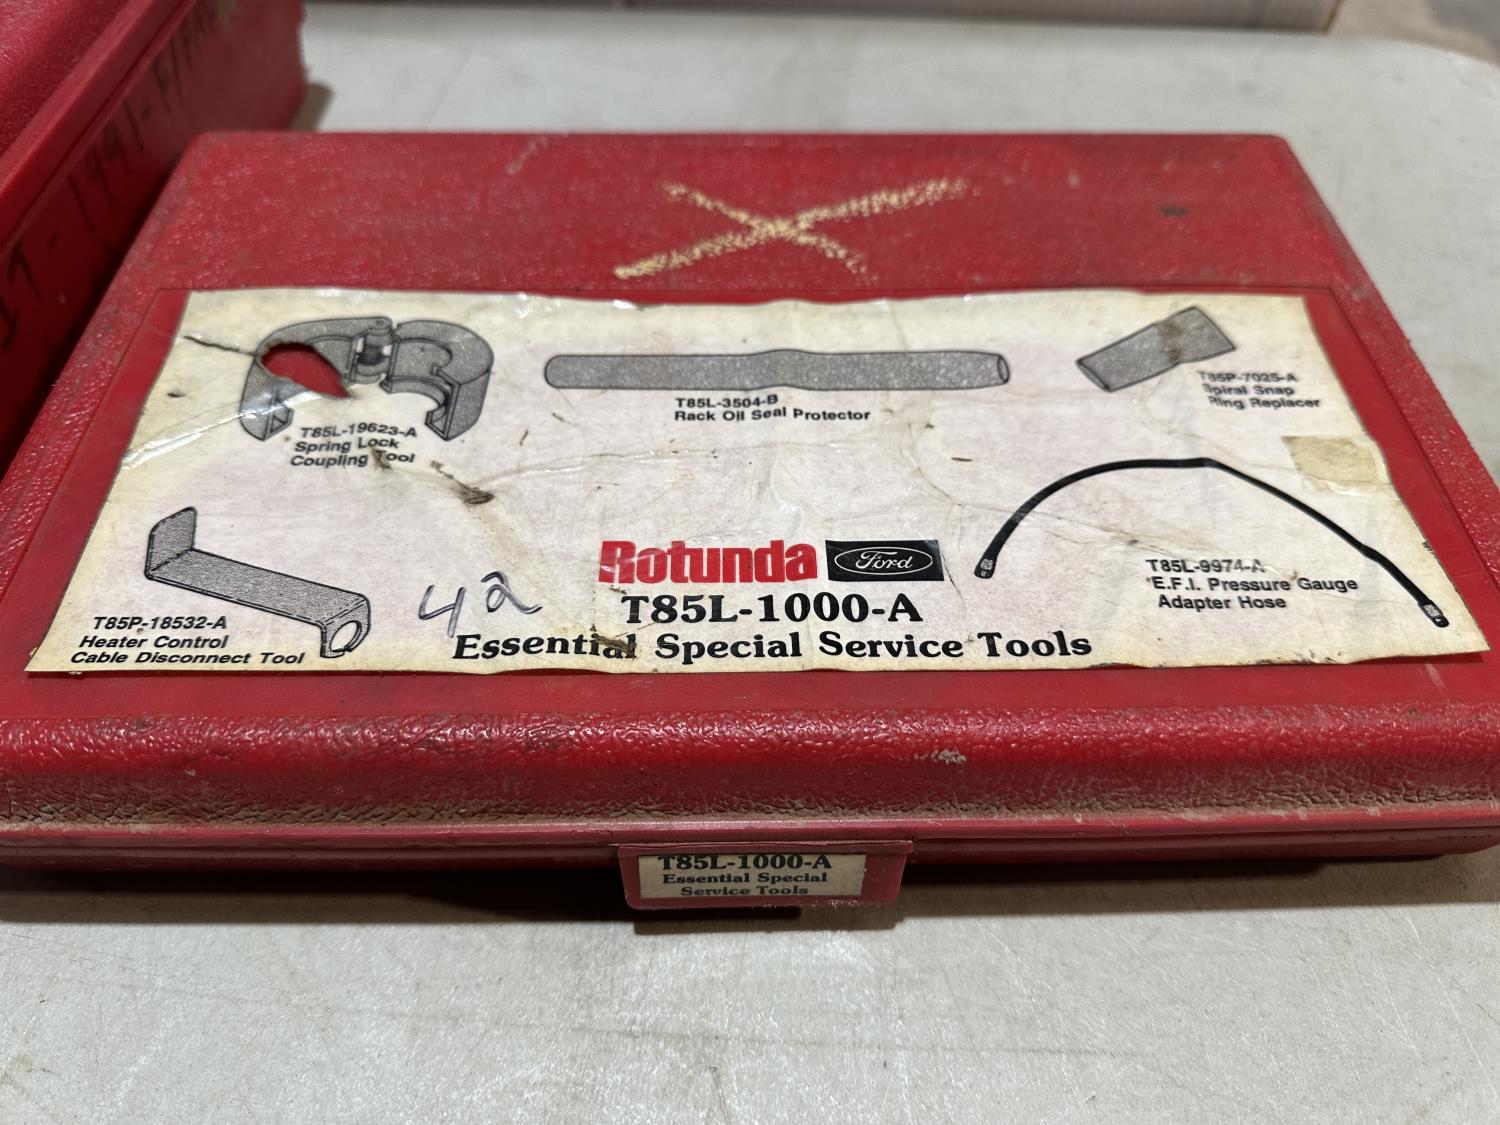 T85L-19623-A
Spring Lock
Coupling Tool
T85L-3504-B
Rack Oil Seal Protector
T85P-7025-A
Spiral Snap
Ring Replacer
T85P-18532-A
Heater Control
Cable Disconnect Tool
42
Rotunda Ford
T85L-1000-A
Essential Special Service Tools
T85L-9974-A
E.F.I. Pressure Gauge
Adapter Hose
T85L-1000-A
Essential Special
Service Tools